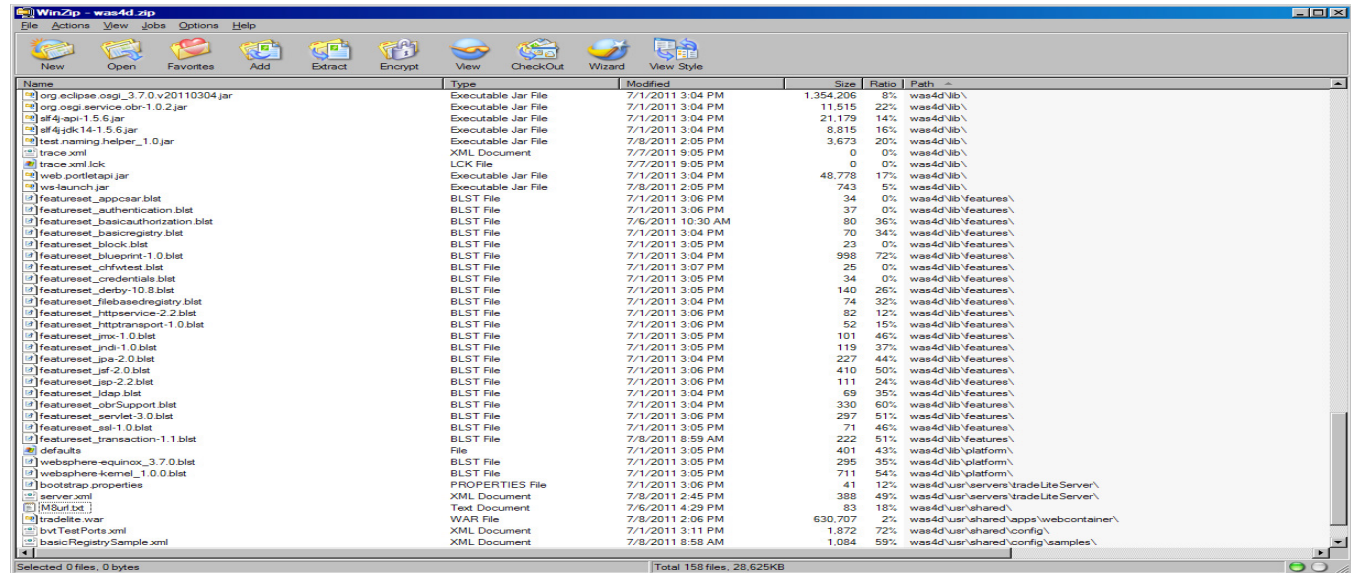 WinZip - was4d.zip
File Actions View Jobs Options Help
New Open Favorites Add Extract Encrypt View CheckOut Wizard View Style
Name Type Modified Size Ratio Path
org.eclipse.osgi_3.7.0.v20110304.jar Executable Jar File 7/1/2011 3:04 PM 1,354,206 8% was4d\lib\
org.osgi.service.obr-1.0.2.jar Executable Jar File 7/1/2011 3:04 PM 11,515 22% was4d\lib\
slf4j-api-1.5.6.jar Executable Jar File 7/1/2011 3:04 PM 21,179 14% was4d\lib\
slf4j-jdk14-1.5.6.jar Executable Jar File 7/1/2011 3:04 PM 8,815 16% was4d\lib\
test.naming.helper_1.0.jar Executable Jar File 7/8/2011 2:05 PM 3,673 20% was4d\lib\
trace.xml XML Document 7/7/2011 9:05 PM 0 0% was4d\lib\
trace.xml.lck LCK File 7/7/2011 9:05 PM 0 0% was4d\lib\
web.portletapi.jar Executable Jar File 7/1/2011 3:04 PM 48,778 17% was4d\lib\
ws-launch.jar Executable Jar File 7/8/2011 2:05 PM 743 5% was4d\lib\
featureset_appcsar.blst BLST File 7/1/2011 3:06 PM 34 0% was4d\lib\features\
featureset_authentication.blst BLST File 7/1/2011 3:06 PM 37 0% was4d\lib\features\
featureset_basicauthorization.blst BLST File 7/6/2011 10:30 AM 80 36% was4d\lib\features\
featureset_basicregistry.blst BLST File 7/1/2011 3:04 PM 70 34% was4d\lib\features\
featureset_block.blst BLST File 7/1/2011 3:05 PM 23 0% was4d\lib\features\
featureset_blueprint-1.0.blst BLST File 7/1/2011 3:04 PM 998 72% was4d\lib\features\
featureset_chfwtest.blst BLST File 7/1/2011 3:07 PM 25 0% was4d\lib\features\
featureset_credentials.blst BLST File 7/1/2011 3:05 PM 34 0% was4d\lib\features\
featureset_derby-10.8.blst BLST File 7/1/2011 3:05 PM 140 26% was4d\lib\features\
featureset_filebasedregistry.blst BLST File 7/1/2011 3:04 PM 74 32% was4d\lib\features\
featureset_httpservice-2.2.blst BLST File 7/1/2011 3:06 PM 82 12% was4d\lib\features\
featureset_httptransport-1.0.blst BLST File 7/1/2011 3:06 PM 52 15% was4d\lib\features\
featureset_jmx-1.0.blst BLST File 7/1/2011 3:05 PM 101 46% was4d\lib\features\
featureset_jndi-1.0.blst BLST File 7/1/2011 3:05 PM 119 37% was4d\lib\features\
featureset_jpa-2.0.blst BLST File 7/1/2011 3:04 PM 227 44% was4d\lib\features\
featureset_jsf-2.0.blst BLST File 7/1/2011 3:06 PM 410 50% was4d\lib\features\
featureset_jsp-2.2.blst BLST File 7/1/2011 3:06 PM 111 24% was4d\lib\features\
featureset_ldap.blst BLST File 7/1/2011 3:04 PM 69 35% was4d\lib\features\
featureset_obrSupport.blst BLST File 7/1/2011 3:04 PM 330 60% was4d\lib\features\
featureset_servlet-3.0.blst BLST File 7/1/2011 3:06 PM 297 51% was4d\lib\features\
featureset_ssl-1.0.blst BLST File 7/1/2011 3:05 PM 71 46% was4d\lib\features\
featureset_transaction-1.1.blst BLST File 7/8/2011 8:59 AM 222 51% was4d\lib\features\
defaults File 7/1/2011 3:05 PM 401 43% was4d\lib\platform\
websphere-equinox_3.7.0.blst BLST File 7/1/2011 3:05 PM 295 35% was4d\lib\platform\
websphere-kernel_1.0.0.blst BLST File 7/1/2011 3:05 PM 711 54% was4d\lib\platform\
bootstrap.properties PROPERTIES File 7/1/2011 3:06 PM 41 12% was4d\usr\servers\tradeLiteServer\
server.xml XML Document 7/8/2011 2:45 PM 388 49% was4d\usr\servers\tradeLiteServer\
M8url.txt Text Document 7/6/2011 4:29 PM 83 18% was4d\usr\shared\
tradelite.war WAR File 7/8/2011 2:06 PM 630,707 2% was4d\usr\shared\apps\webcontainer\
bvtTestPorts.xml XML Document 7/1/2011 3:11 PM 1,872 72% was4d\usr\shared\config\
basicRegistrySample.xml XML Document 7/8/2011 8:58 AM 1,084 59% was4d\usr\shared\config\samples\
Selected 0 files, 0 bytes Total 158 files, 28,625KB